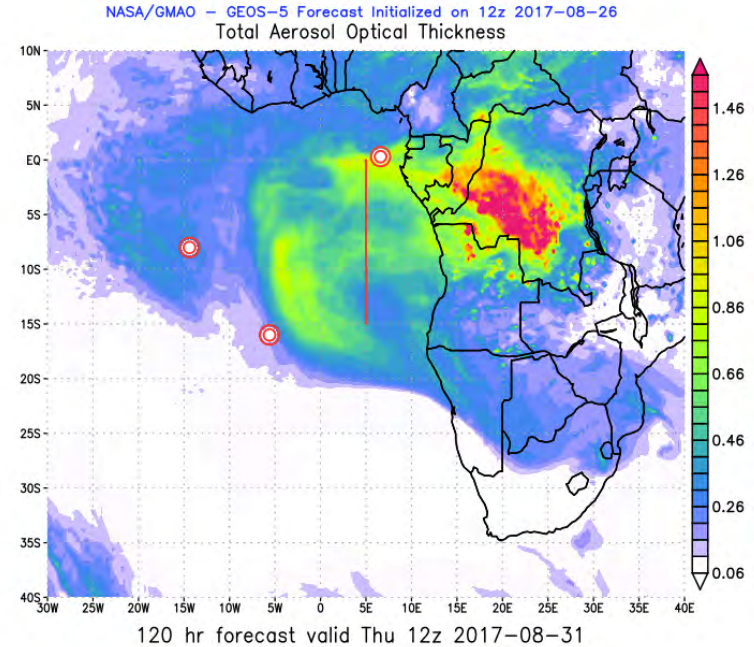 NASA/GMAO - GEOS-5 Forecast Initialized on 12z 2017-08-26
Total Aerosol Optical Thickness
10N
5N
EQ
5S
10S
15S
20S
25S
30S
35S
40S
30W 25W 20W 15W 10W 5W 0 5E 10E 15E 20E 25E 30E 35E 40E
1.46
1.26
1.06
0.86
0.66
0.46
0.26
0.06
120 hr forecast valid Thu 12z 2017-08-31